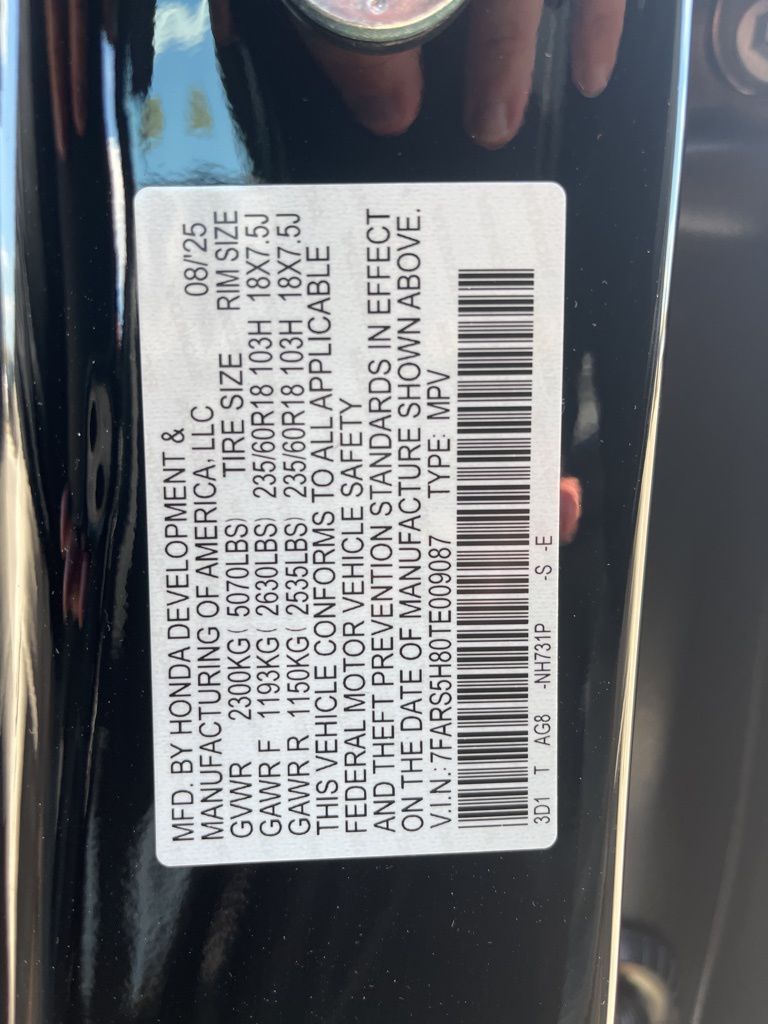 MFD. BY HONDA DEVELOPMENT &
MANUFACTURING OF AMERICA, LLC 08/'25
GVWR 2300KG( 5070LBS) TIRE SIZE RIM SIZE
GAWR F 1193KG( 2630LBS) 235/60R18 103H 18X7.5J
GAWR R 1150KG( 2535LBS) 235/60R18 103H 18X7.5J
THIS VEHICLE CONFORMS TO ALL APPLICABLE
FEDERAL MOTOR VEHICLE SAFETY
AND THEFT PREVENTION STANDARDS IN EFFECT
ON THE DATE OF MANUFACTURE SHOWN ABOVE.
V.I.N.: 7FARS5H80TE009087 TYPE: MPV
3D1 T AG8 -NH731P -S -E